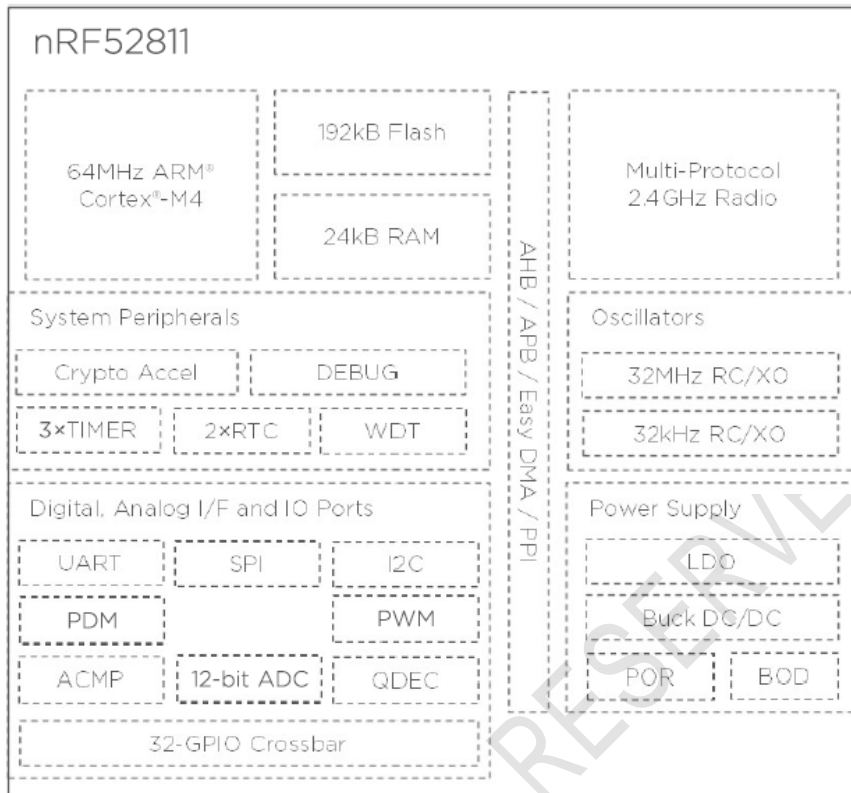 nRF52811
64MHz ARM®
Cortex®-M4
192kB Flash
24kB RAM
AHB / APB / Easy DMA / PPI
Multi-Protocol
2.4GHz Radio
System Peripherals
Crypto Accel
DEBUG
3×TIMER
2×RTC
WDT
Oscillators
32MHz RC/XO
32kHz RC/XO
Digital, Analog I/F and IO Ports
UART
SPI
I2C
PDM
PWM
ACMP
12-bit ADC
QDEC
32-GPIO Crossbar
Power Supply
LDO
Buck DC/DC
POR
BOD
RESERVE